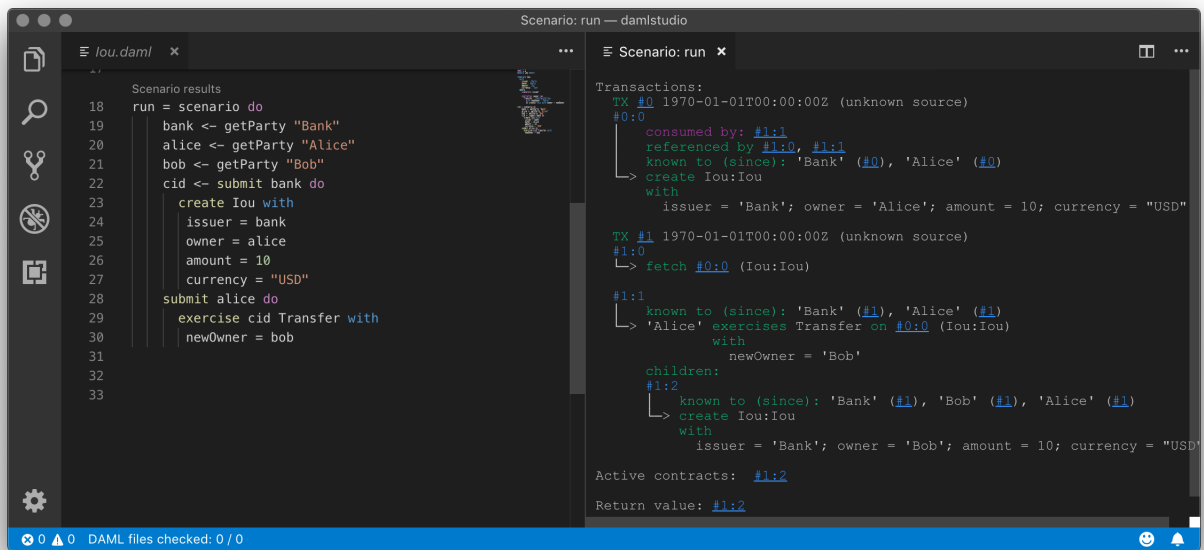 Scenario: run — damlstudio
Iou.daml ×
Scenario: run ×
17
Scenario results
18 run = scenario do
19 bank <- getParty "Bank"
20 alice <- getParty "Alice"
21 bob <- getParty "Bob"
22 cid <- submit bank do
23 create Iou with
24 issuer = bank
25 owner = alice
26 amount = 10
27 currency = "USD"
28 submit alice do
29 exercise cid Transfer with
30 newOwner = bob
31
32
33
Transactions:
TX #0 1970-01-01T00:00:00Z (unknown source)
#0:0
consumed by: #1:1
referenced by #1:0, #1:1
known to (since): 'Bank' (#0), 'Alice' (#0)
└─> create Iou:Iou
with
issuer = 'Bank'; owner = 'Alice'; amount = 10; currency = "USD"
TX #1 1970-01-01T00:00:00Z (unknown source)
#1:0
└─> fetch #0:0 (Iou:Iou)
#1:1
known to (since): 'Bank' (#1), 'Alice' (#1)
└─> 'Alice' exercises Transfer on #0:0 (Iou:Iou)
with
newOwner = 'Bob'
children:
#1:2
known to (since): 'Bank' (#1), 'Bob' (#1), 'Alice' (#1)
└─> create Iou:Iou
with
issuer = 'Bank'; owner = 'Bob'; amount = 10; currency = "USD"
Active contracts: #1:2
Return value: #1:2
0 0 DAML files checked: 0 / 0